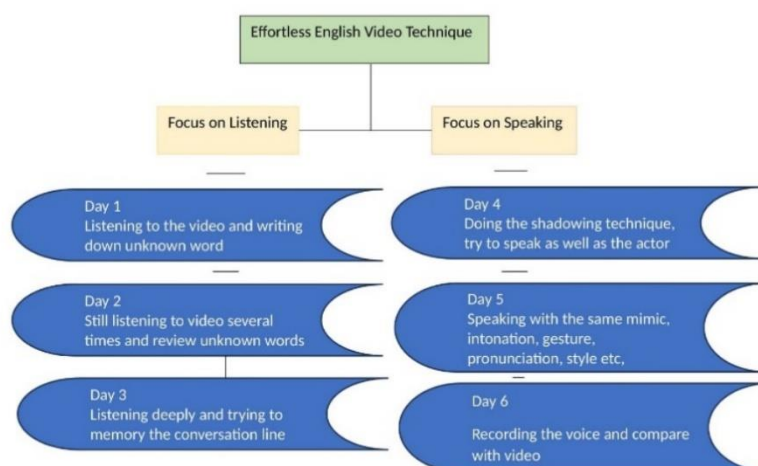 Effortless English Video Technique
Focus on Listening
Focus on Speaking
Day 1
Listening to the video and writing
down unknown word
Day 2
Still listening to video several
times and review unknown words
Day 3
Listening deeply and trying to
memory the conversation line
Day 4
Doing the shadowing technique,
try to speak as well as the actor
Day 5
Speaking with the same mimic,
intonation, gesture,
pronunciation, style etc,
Day 6
Recording the voice and compare
with video